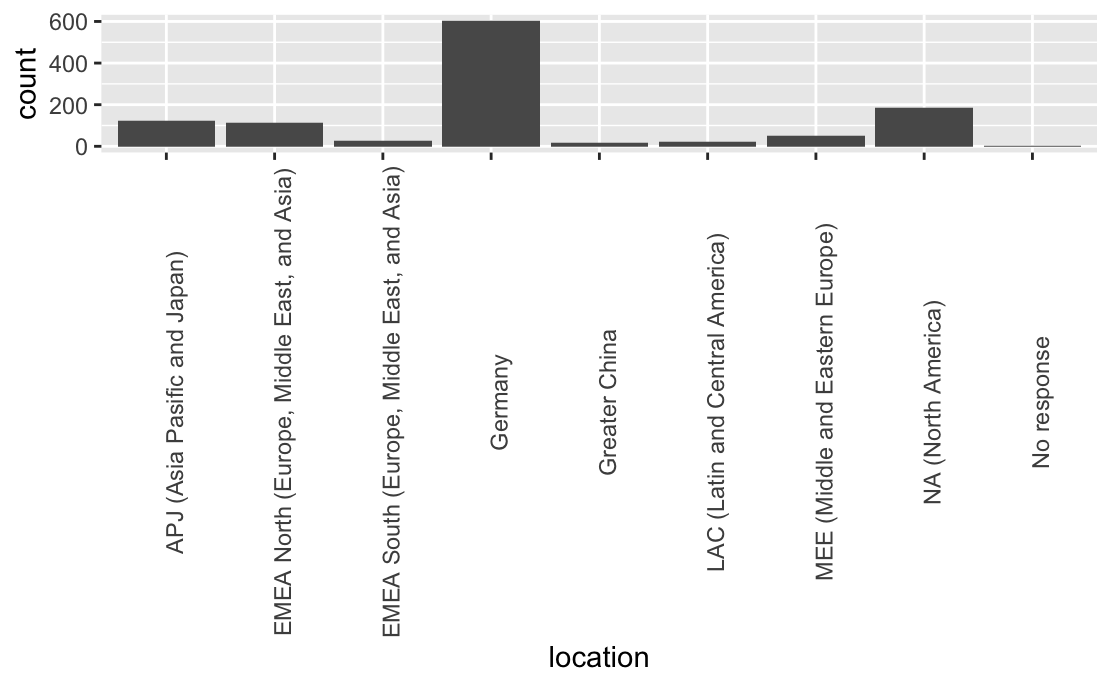 count
600
400
200
0
APJ (Asia Pasific and Japan)
EMEA North (Europe, Middle East, and Asia)
EMEA South (Europe, Middle East, and Asia)
Germany
Greater China
LAC (Latin and Central America)
MEE (Middle and Eastern Europe)
NA (North America)
No response
location